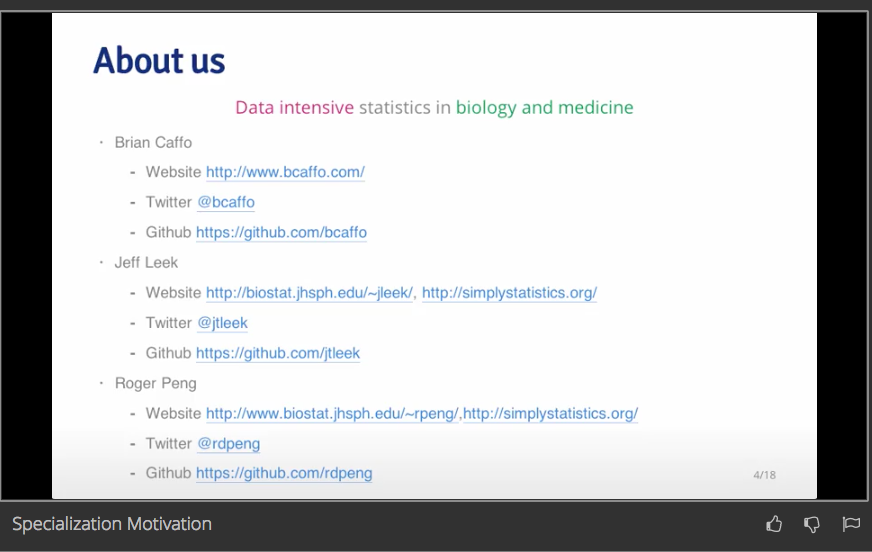 About us
Data intensive statistics in biology and medicine
· Brian Caffo
- Website http://www.bcaffo.com/
- Twitter @bcaffo
- Github https://github.com/bcaffo
· Jeff Leek
- Website http://biostat.jhsph.edu/~jleek/, http://simplystatistics.org/
- Twitter @jtleek
- Github https://github.com/jtleek
· Roger Peng
- Website http://www.biostat.jhsph.edu/~rpeng/,http://simplystatistics.org/
- Twitter @rdpeng
- Github https://github.com/rdpeng
4/18
Specialization Motivation